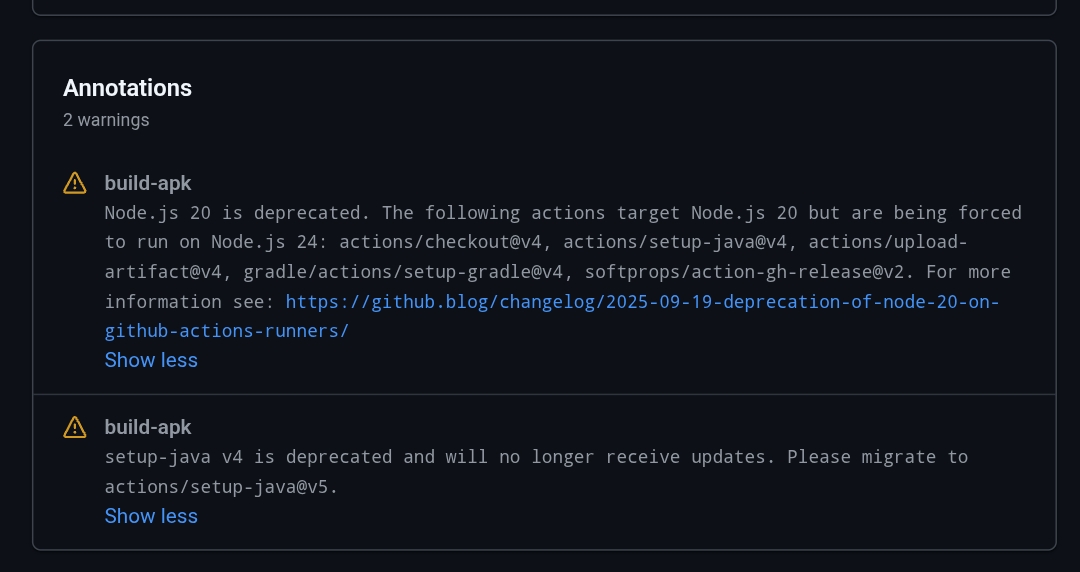 Annotations
2 warnings
build-apk
Node.js 20 is deprecated. The following actions target Node.js 20 but are being forced
to run on Node.js 24: actions/checkout@v4, actions/setup-java@v4, actions/upload-
artifact@v4, gradle/actions/setup-gradle@v4, softprops/action-gh-release@v2. For more
information see: https://github.blog/changelog/2025-09-19-deprecation-of-node-20-on-
github-actions-runners/
Show less
build-apk
setup-java v4 is deprecated and will no longer receive updates. Please migrate to
actions/setup-java@v5.
Show less